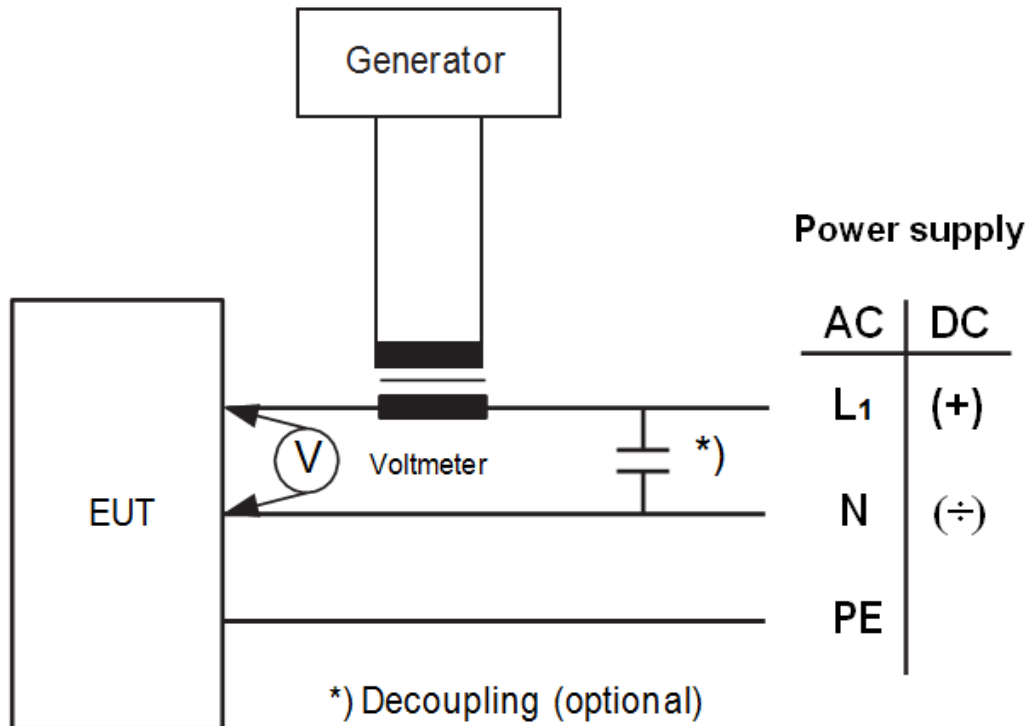 Generator
Power supply
AC DC
L1 (+)
*)
V Voltmeter
EUT
N (÷)
PE
*) Decoupling (optional)